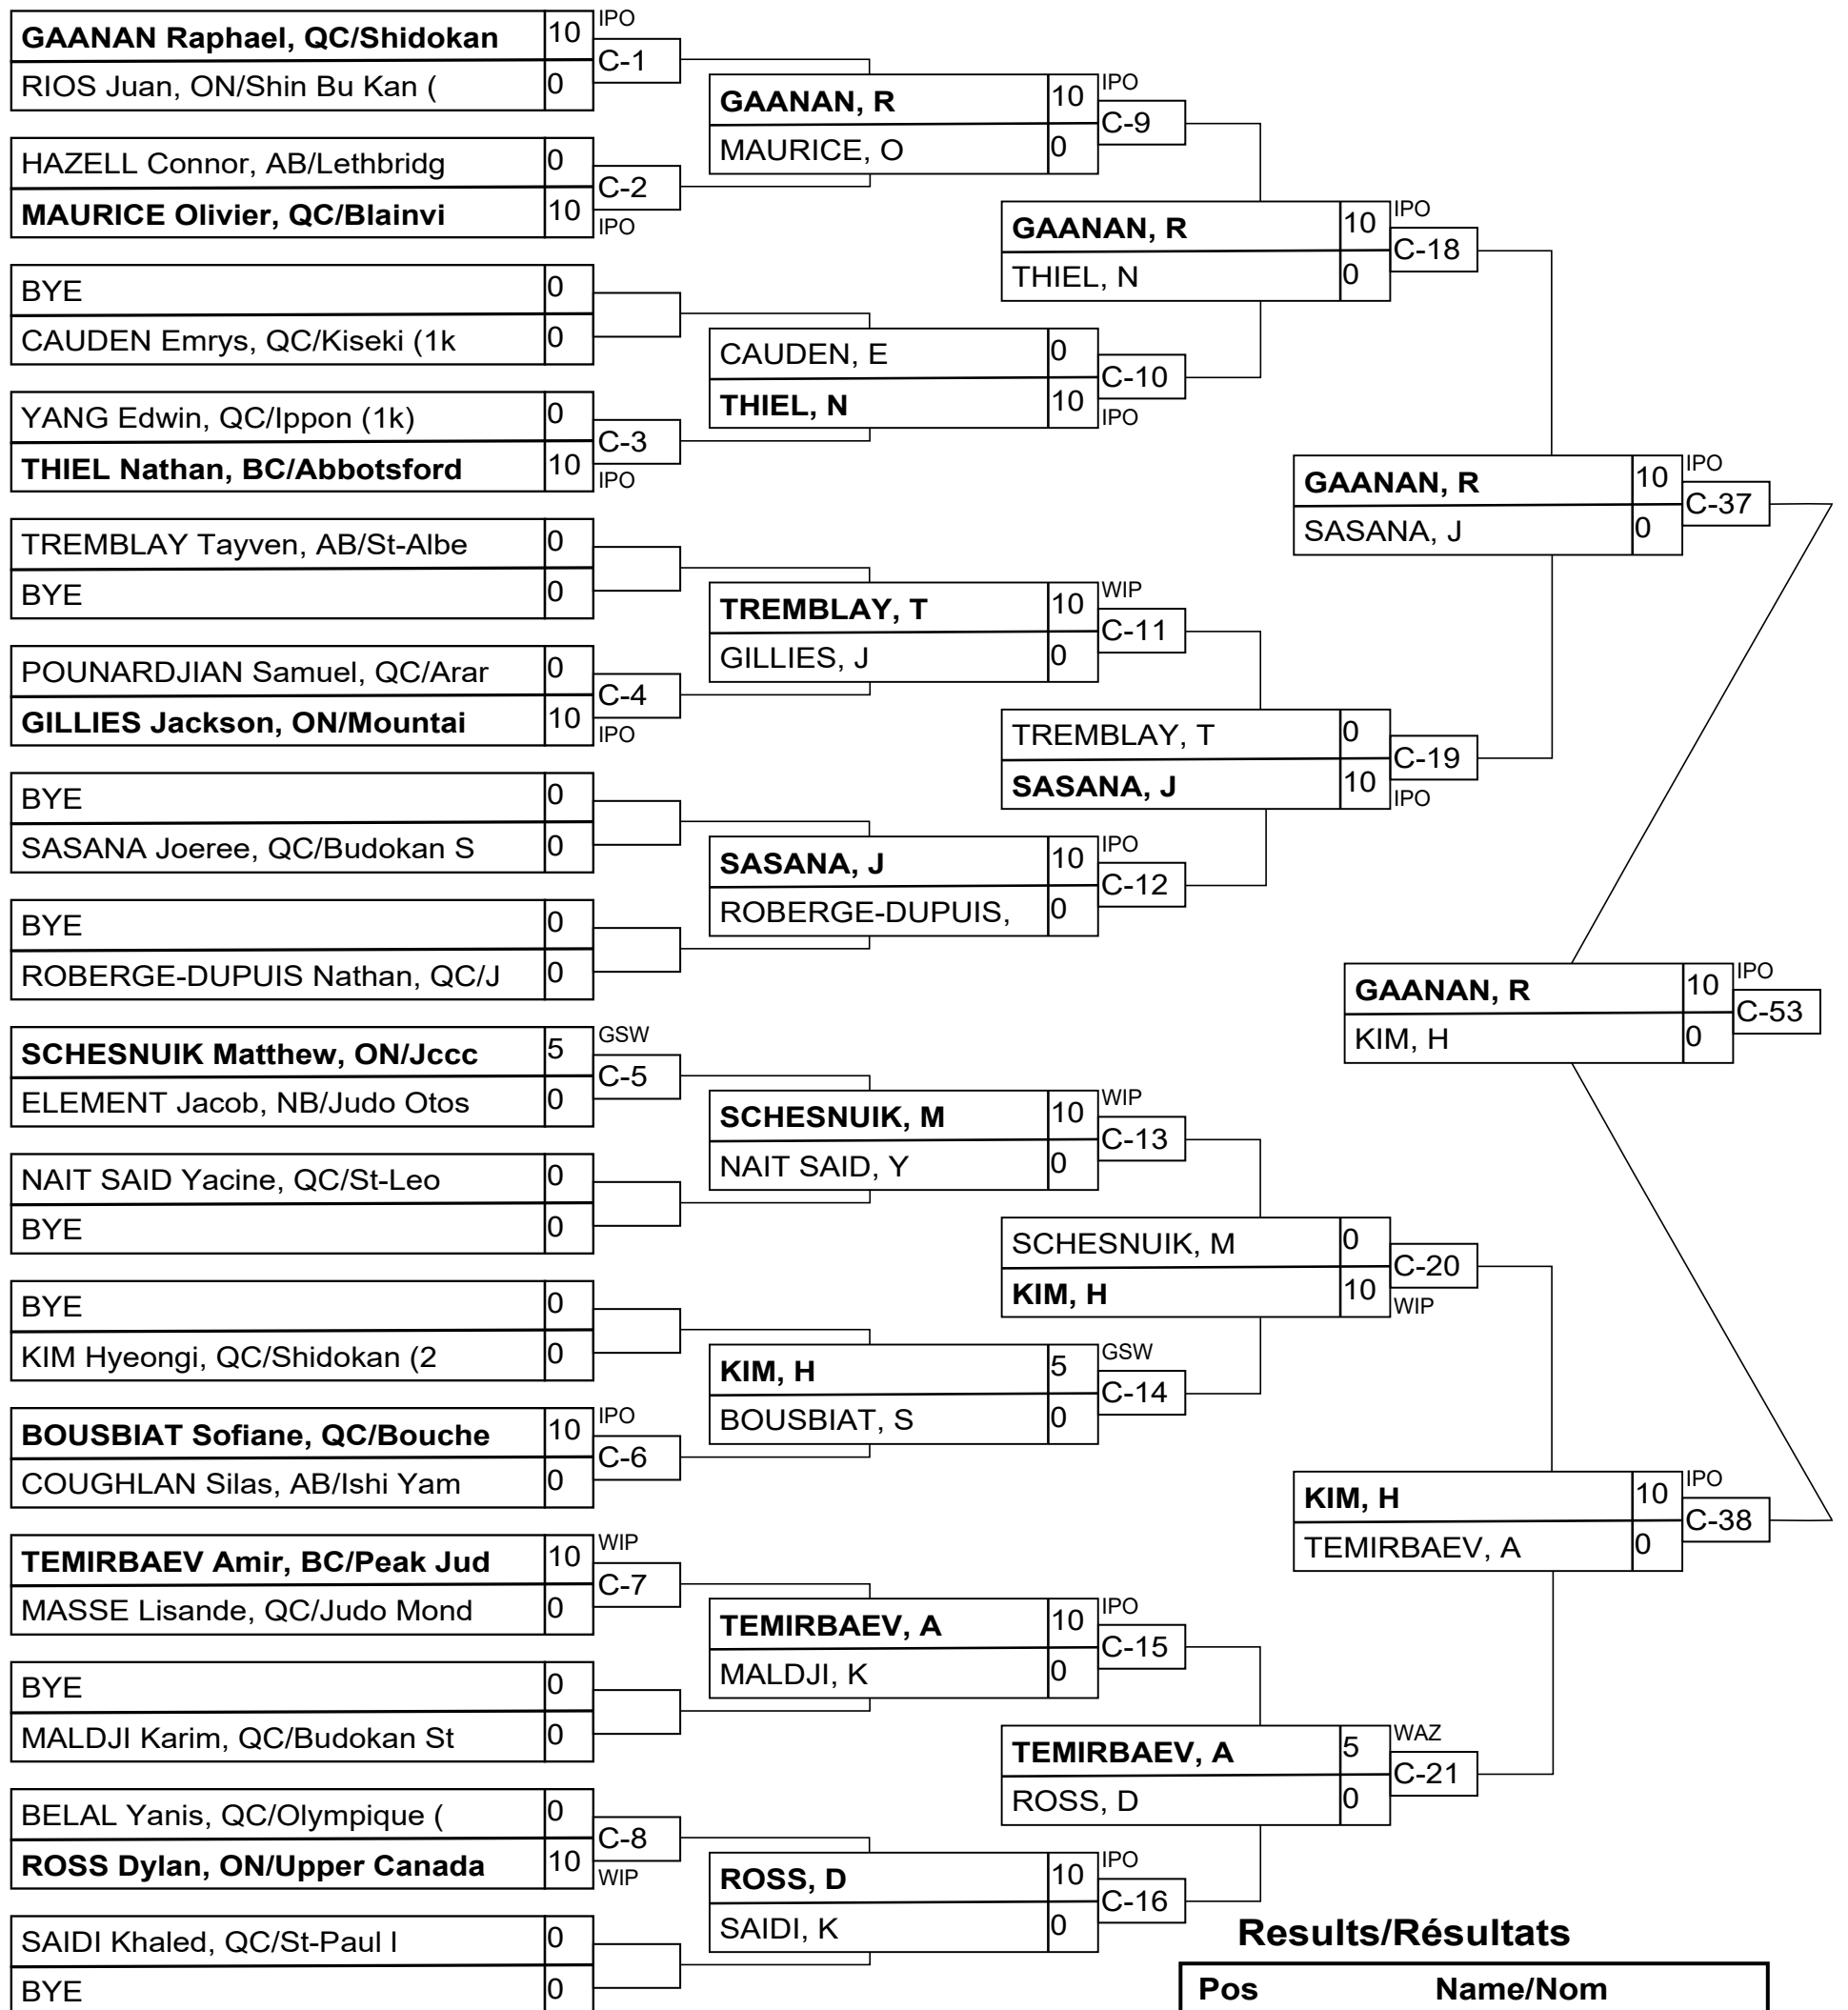 GAANAN Raphael, QC/Shidokan 10 IPO
C-1
RIOS Juan, ON/Shin Bu Kan ( 0
HAZELL Connor, AB/Lethbridg 0
C-2
MAURICE Olivier, QC/Blainvi 10 IPO
BYE 0
CAUDEN Emrys, QC/Kiseki (1k 0
YANG Edwin, QC/Ippon (1k) 0
C-3
THIEL Nathan, BC/Abbotsford 10 IPO
TREMBLAY Tayven, AB/St-Albe 0
BYE 0
POUNARDJIAN Samuel, QC/Arar 0
C-4
GILLIES Jackson, ON/Mountai 10 IPO
BYE 0
SASANA Joeree, QC/Budokan S 0
BYE 0
ROBERGE-DUPUIS Nathan, QC/J 0
SCHESNUIK Matthew, ON/Jccc 5 GSW
C-5
ELEMENT Jacob, NB/Judo Otos 0
NAIT SAID Yacine, QC/St-Leo 0
BYE 0
BYE 0
KIM Hyeongi, QC/Shidokan (2 0
BOUSBIAT Sofiane, QC/Bouche 10 IPO
C-6
COUGHLAN Silas, AB/Ishi Yam 0
TEMIRBAEV Amir, BC/Peak Jud 10 WIP
C-7
MASSE Lisande, QC/Judo Mond 0
BYE 0
MALDJI Karim, QC/Budokan St 0
BELAL Yanis, QC/Olympique ( 0
C-8
ROSS Dylan, ON/Upper Canada 10 WIP
SAIDI Khaled, QC/St-Paul l 0
BYE 0
GAANAN, R 10 IPO
C-9
MAURICE, O 0
CAUDEN, E 0
C-10
THIEL, N 10 IPO
TREMBLAY, T 10 WIP
C-11
GILLIES, J 0
SASANA, J 10 IPO
C-12
ROBERGE-DUPUIS, 0
SCHESNUIK, M 10 WIP
C-13
NAIT SAID, Y 0
KIM, H 5 GSW
C-14
BOUSBIAT, S 0
TEMIRBAEV, A 10 IPO
C-15
MALDJI, K 0
ROSS, D 10 IPO
C-16
SAIDI, K 0
GAANAN, R 10 IPO
C-18
THIEL, N 0
TREMBLAY, T 0
C-19
SASANA, J 10 IPO
SCHESNUIK, M 0
C-20
KIM, H 10 WIP
TEMIRBAEV, A 5 WAZ
C-21
ROSS, D 0
GAANAN, R 10 IPO
C-37
SASANA, J 0
KIM, H 10 IPO
C-38
TEMIRBAEV, A 0
GAANAN, R 10 IPO
C-53
KIM, H 0
Results/Résultats
Pos Name/Nom